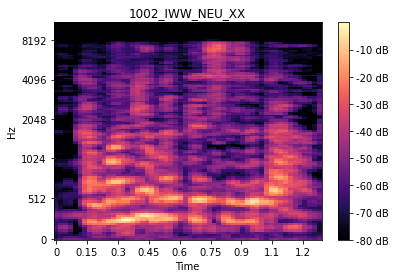 1002_IWW_NEU_XX
8192
4096
2048
1024
512
0
Hz
0 0.15 0.3 0.45 0.6 0.75 0.9 1.1 1.2
Time
-10 dB
-20 dB
-30 dB
-40 dB
-50 dB
-60 dB
-70 dB
-80 dB